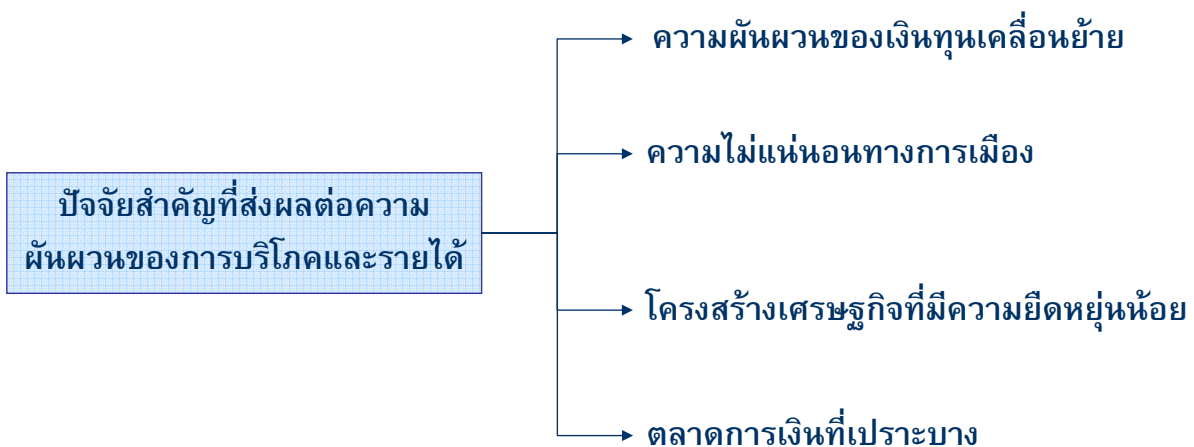 ความผันผวนของเงินทุนเคลื่อนย้าย
ความไม่แน่นอนทางการเมือง
ปัจจัยสำคัญที่ส่งผลต่อความ
ผันผวนของการบริโภคและรายได้
โครงสร้างเศรษฐกิจที่มีความยืดหยุ่นน้อย
ตลาดการเงินที่เปราะบาง